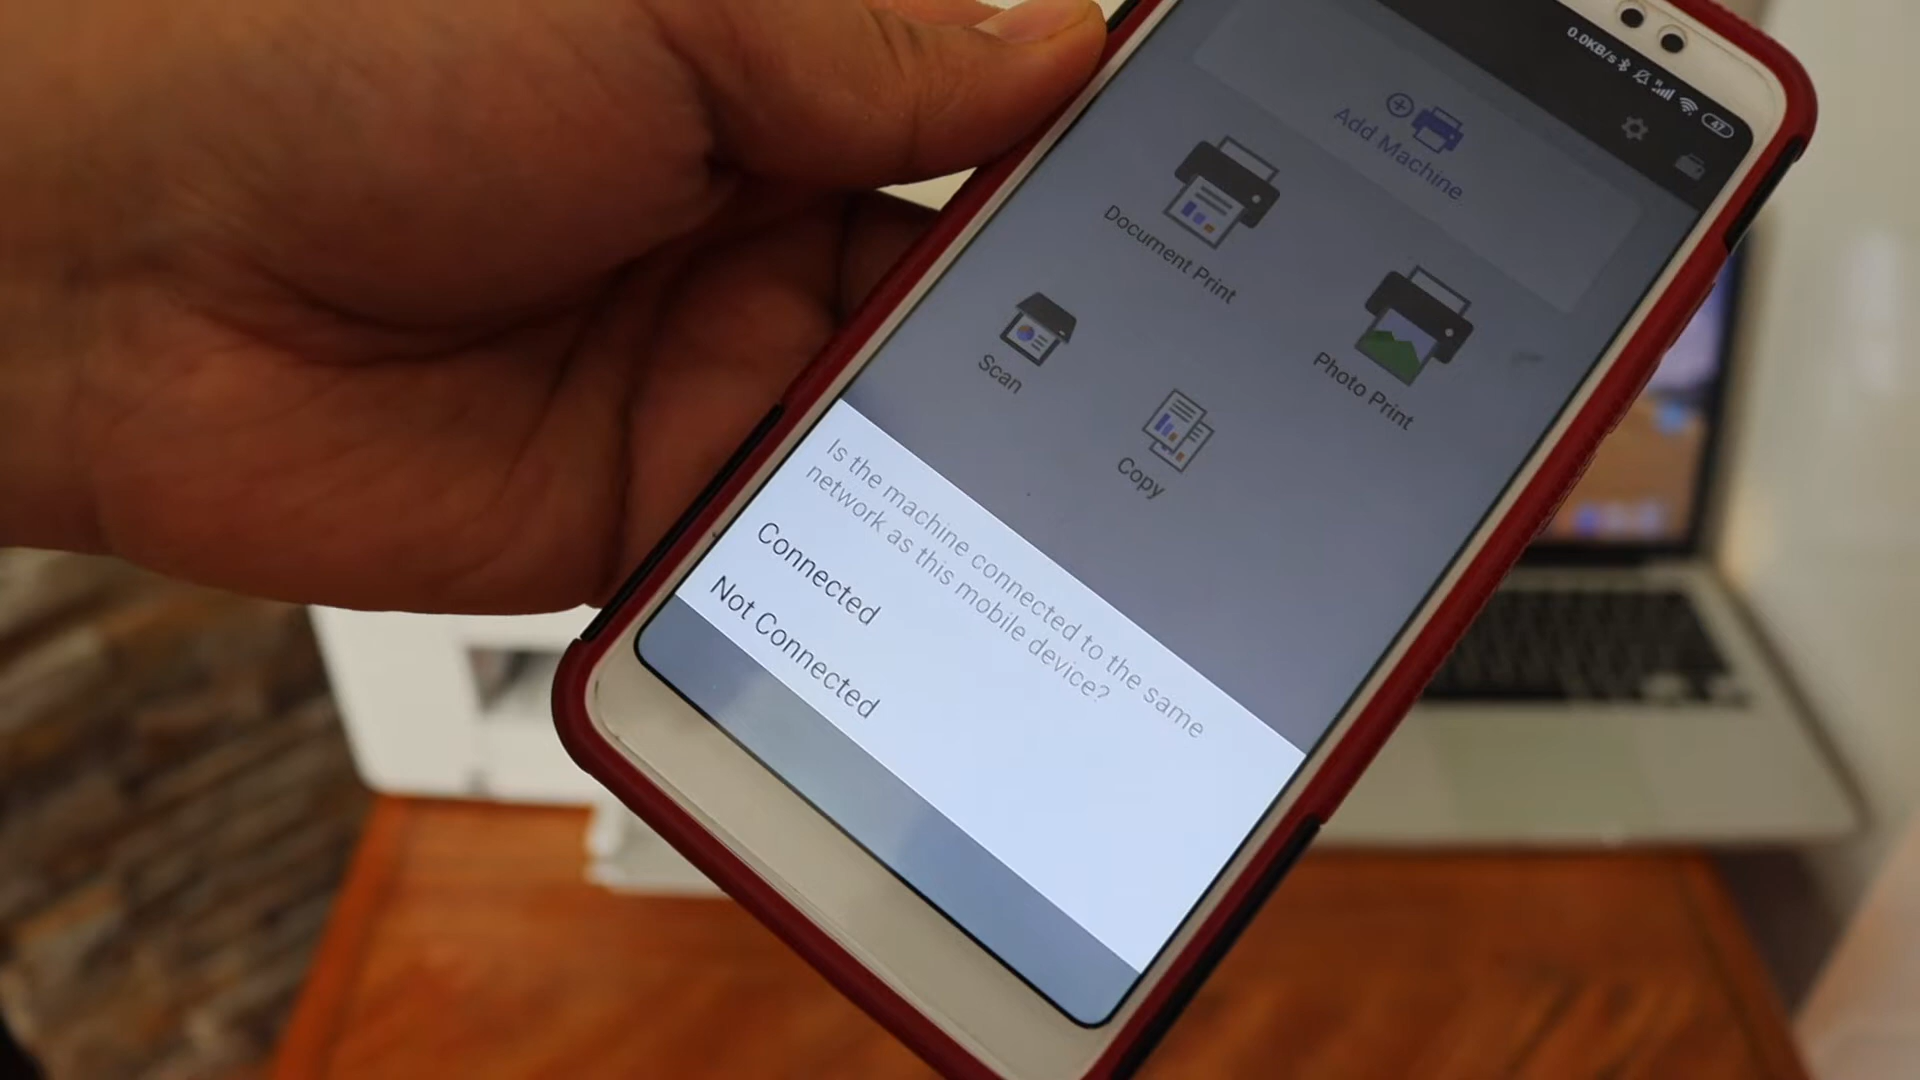 0.0KB/s
47
Add Machine
Document Print
Photo Print
Scan
Copy
Is the machine connected to the same
network as this mobile device?
Connected
Not Connected